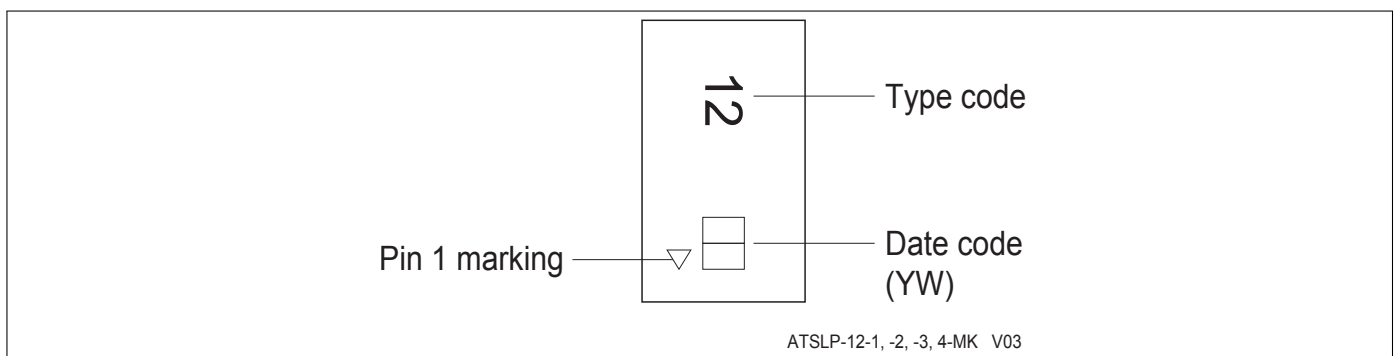 12
Type code
Pin 1 marking
Date code
(YW)
ATSLP-12-1, -2, -3, 4-MK V03